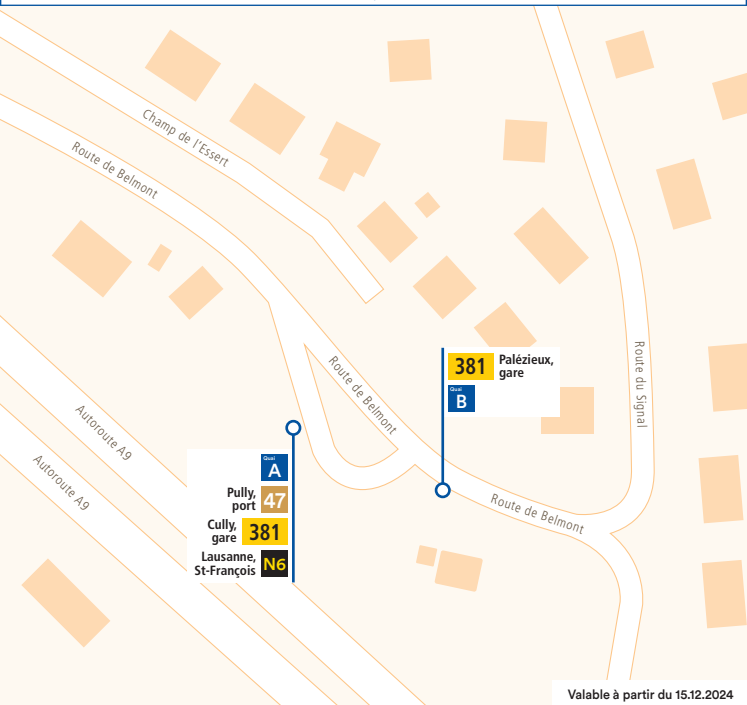 Champ de l'Essert
Route de Belmont
Route de Belmont
Route du Signal
381 Palézieux,
gare
Quai
B
Autoroute A9
Autoroute A9
Quai
A
Pully,
port 47
Cully,
gare 381
Lausanne,
St-François N6
Route de Belmont
Valable à partir du 15.12.2024